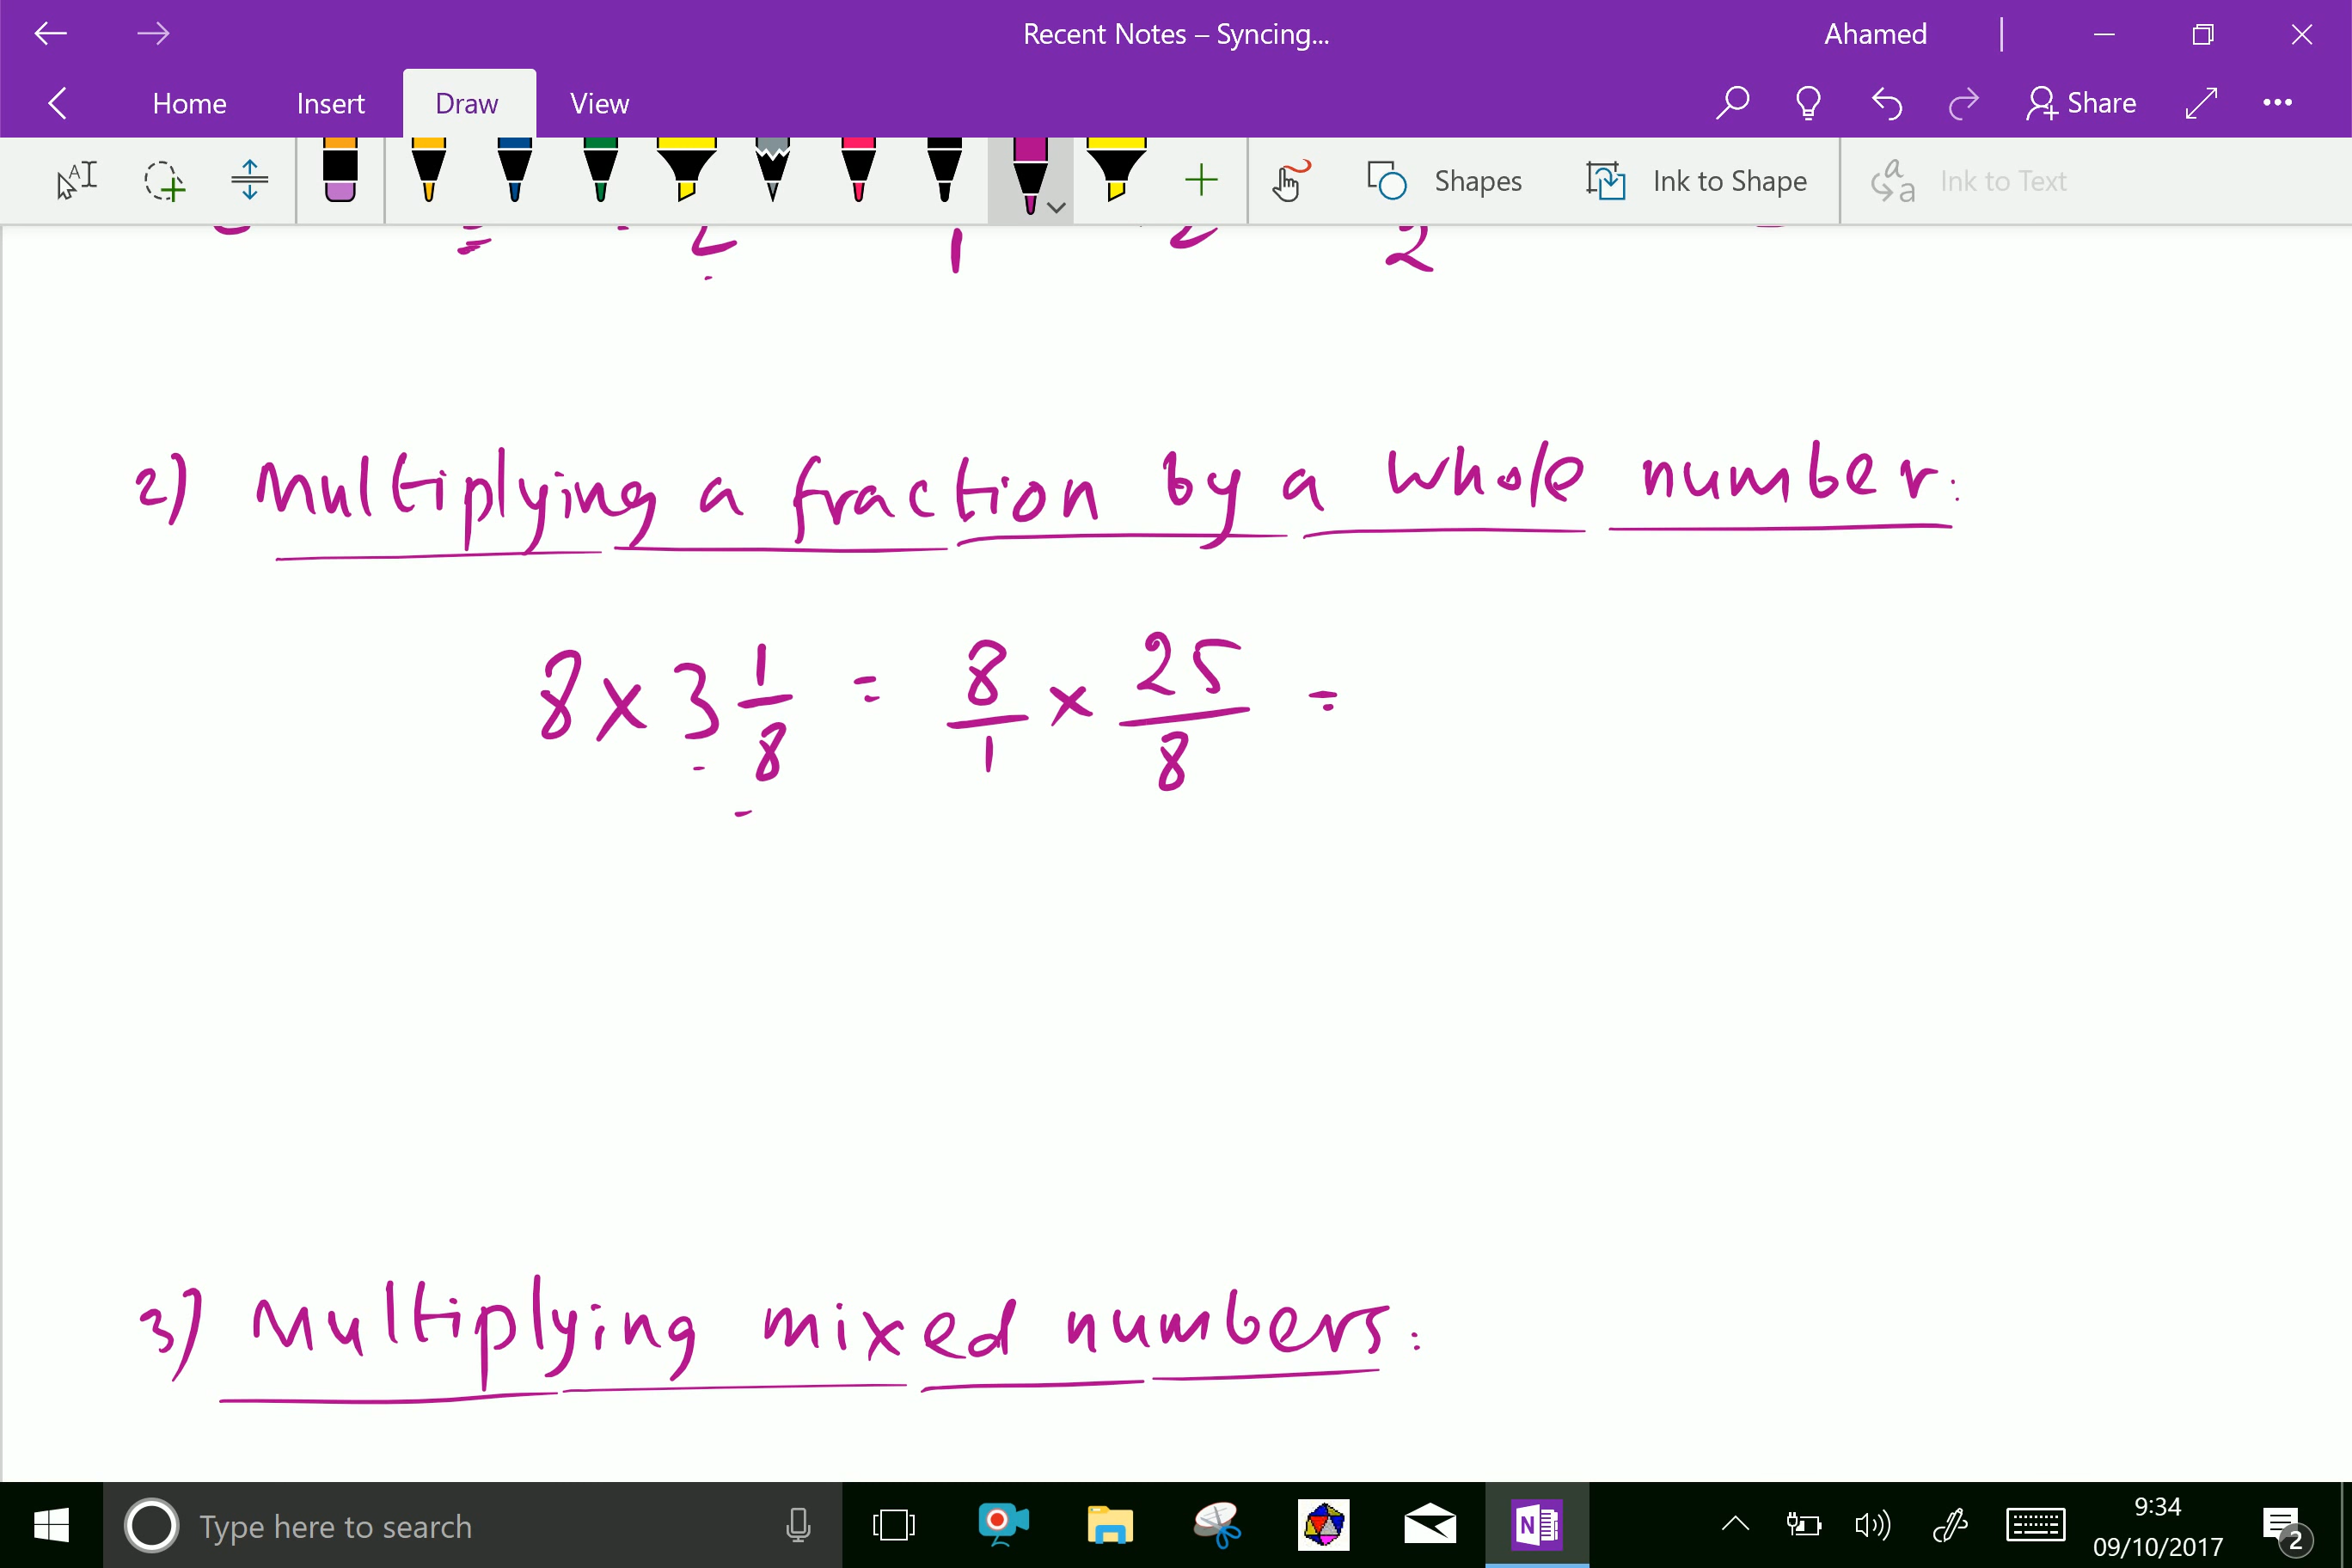 Recent Notes – Syncing...
Ahamed
Home Insert Draw View
Share
Shapes
Ink to Shape
Ink to Text
2) Multiplying a fraction by a whole number:
8 x 3 1/8 = 8/1 x 25/8 =
3) Multiplying mixed numbers:
Type here to search
9:34
09/10/2017
2